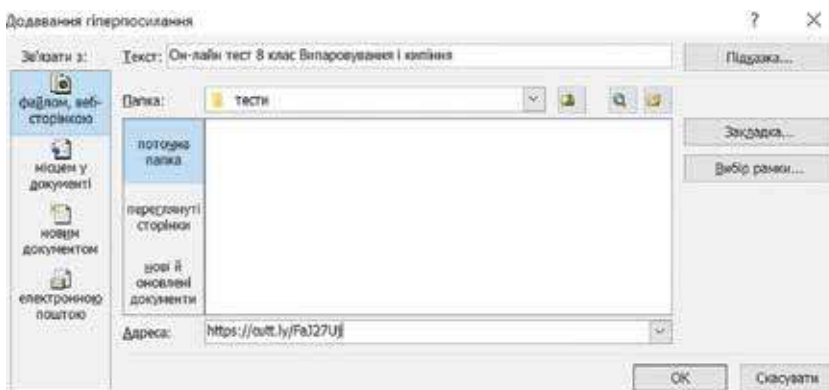 Додавання гіперпосилання
? ×
Зв'язати з:
Текст: Он-лайн тест 8 клас Випаровування і кипіння
Підказка...
файлом, веб-
сторінкою
Папка: тести
поточна
папка
Закладка...
місцем у
документі
Вибір рамки...
переглянуті
сторінки
новим
документом
нові й
оновлені
документи
електронною
поштою
Адреса: https://cutt.ly/FaJ27Uj
OK
Скасувати